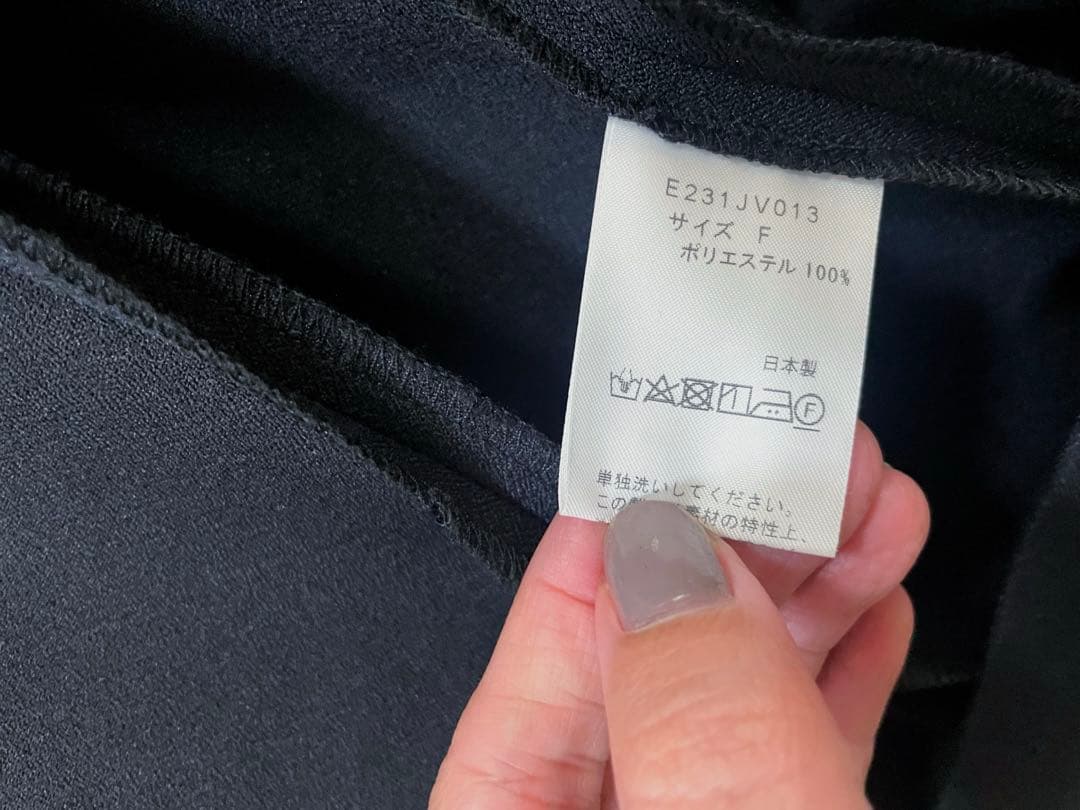 E231JV013
サイズ F
ポリエステル 100%
日本製
F
単独洗いしてください。
この 素材の特性上、